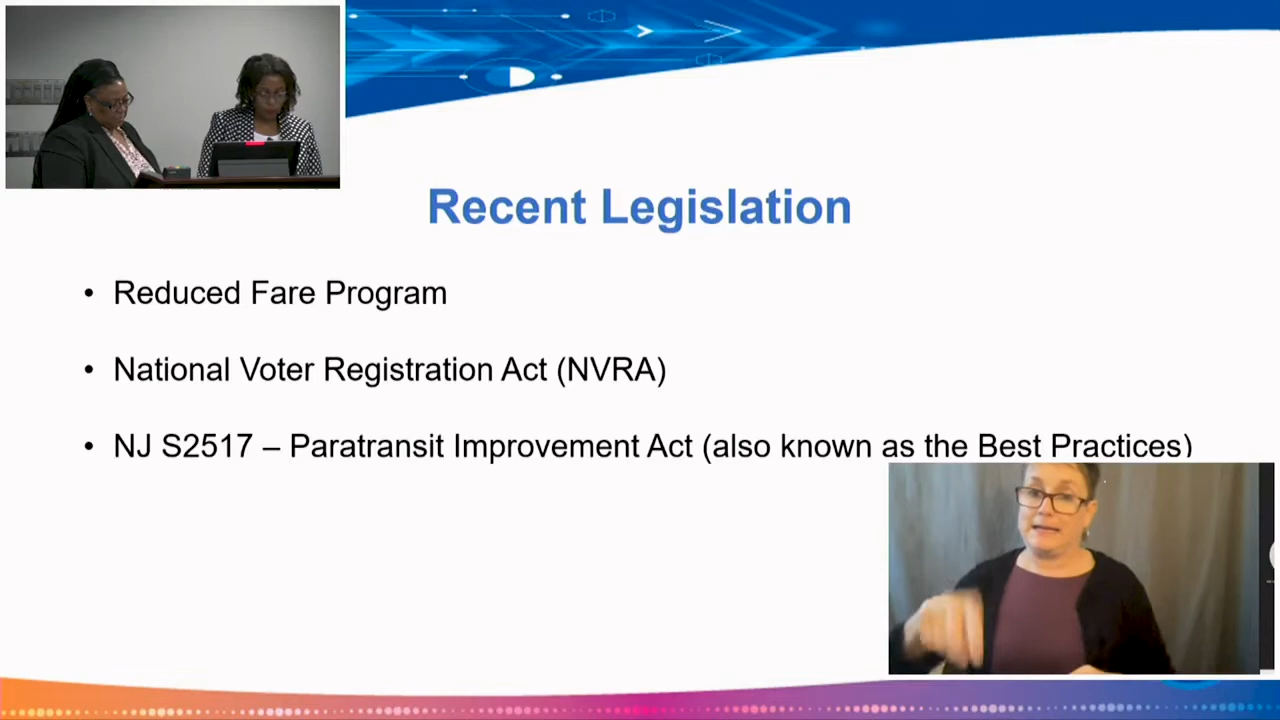 Recent Legislation
• Reduced Fare Program
• National Voter Registration Act (NVRA)
• NJ S2517 – Paratransit Improvement Act (also known as the Best Practices)